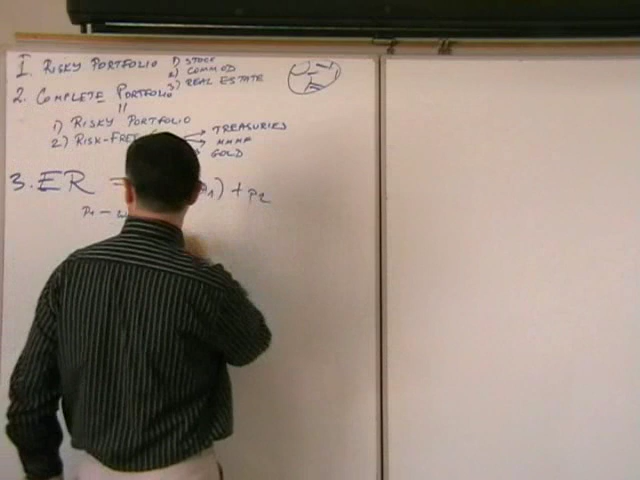 I. RISKY PORTFOLIO 1) STOCK
2) COMMOD
3) REAL ESTATE
2. COMPLETE PORTFOLIO
=
1) RISKY PORTFOLIO
2) RISK-FREE → TREASURIES
→ MMMF
→ GOLD
3. ER P1) + P2
P1 -